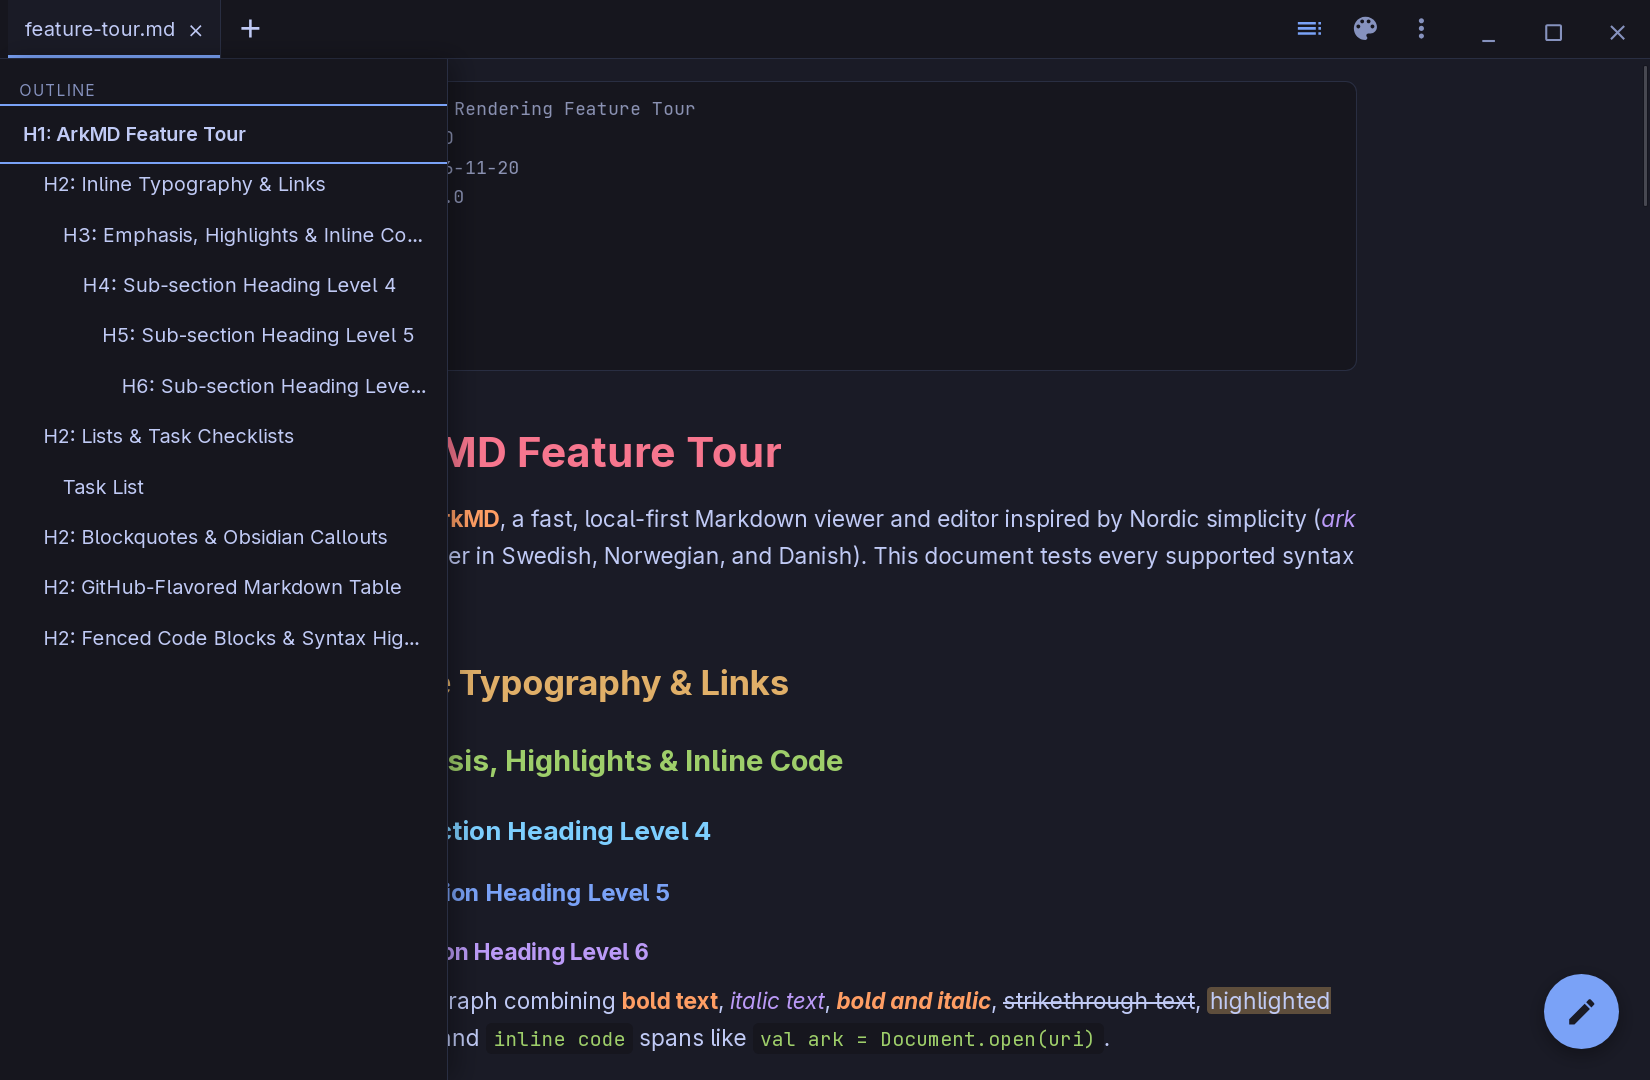 feature-tour.md
OUTLINE
H1: ArkMD Feature Tour
H2: Inline Typography & Links
H3: Emphasis, Highlights & Inline Co...
H4: Sub-section Heading Level 4
H5: Sub-section Heading Level 5
H6: Sub-section Heading Leve...
H2: Lists & Task Checklists
Task List
H2: Blockquotes & Obsidian Callouts
H2: GitHub-Flavored Markdown Table
H2: Fenced Code Blocks & Syntax Hig...
Rendering Feature Tour
-11-20
.0
MD Feature Tour
rkMD, a fast, local-first Markdown viewer and editor inspired by Nordic simplicity (ark
er in Swedish, Norwegian, and Danish). This document tests every supported syntax
Typography & Links
sis, Highlights & Inline Code
ction Heading Level 4
ion Heading Level 5
on Heading Level 6
raph combining bold text, italic text, bold and italic, strikethrough text, highlighted
and inline code spans like val ark = Document.open(uri) .